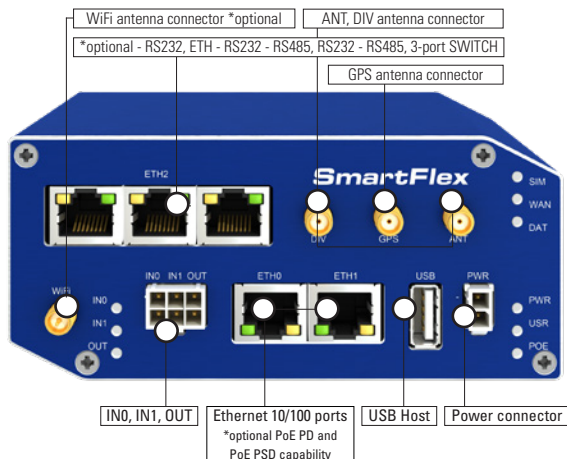 WiFi antenna connector *optional
ANT, DIV antenna connector
*optional - RS232, ETH - RS232 - RS485, RS232 - RS485, 3-port SWITCH
GPS antenna connector
ETH2
SmartFlex
SIM
WAN
DAT
DIV
GPS
ANT
WiFi
IN0
IN1
OUT
IN0 IN1 OUT
ETH0
ETH1
USB
PWR
PWR
USR
POE
IN0, IN1, OUT
Ethernet 10/100 ports
*optional PoE PD and
PoE PSD capability
USB Host
Power connector